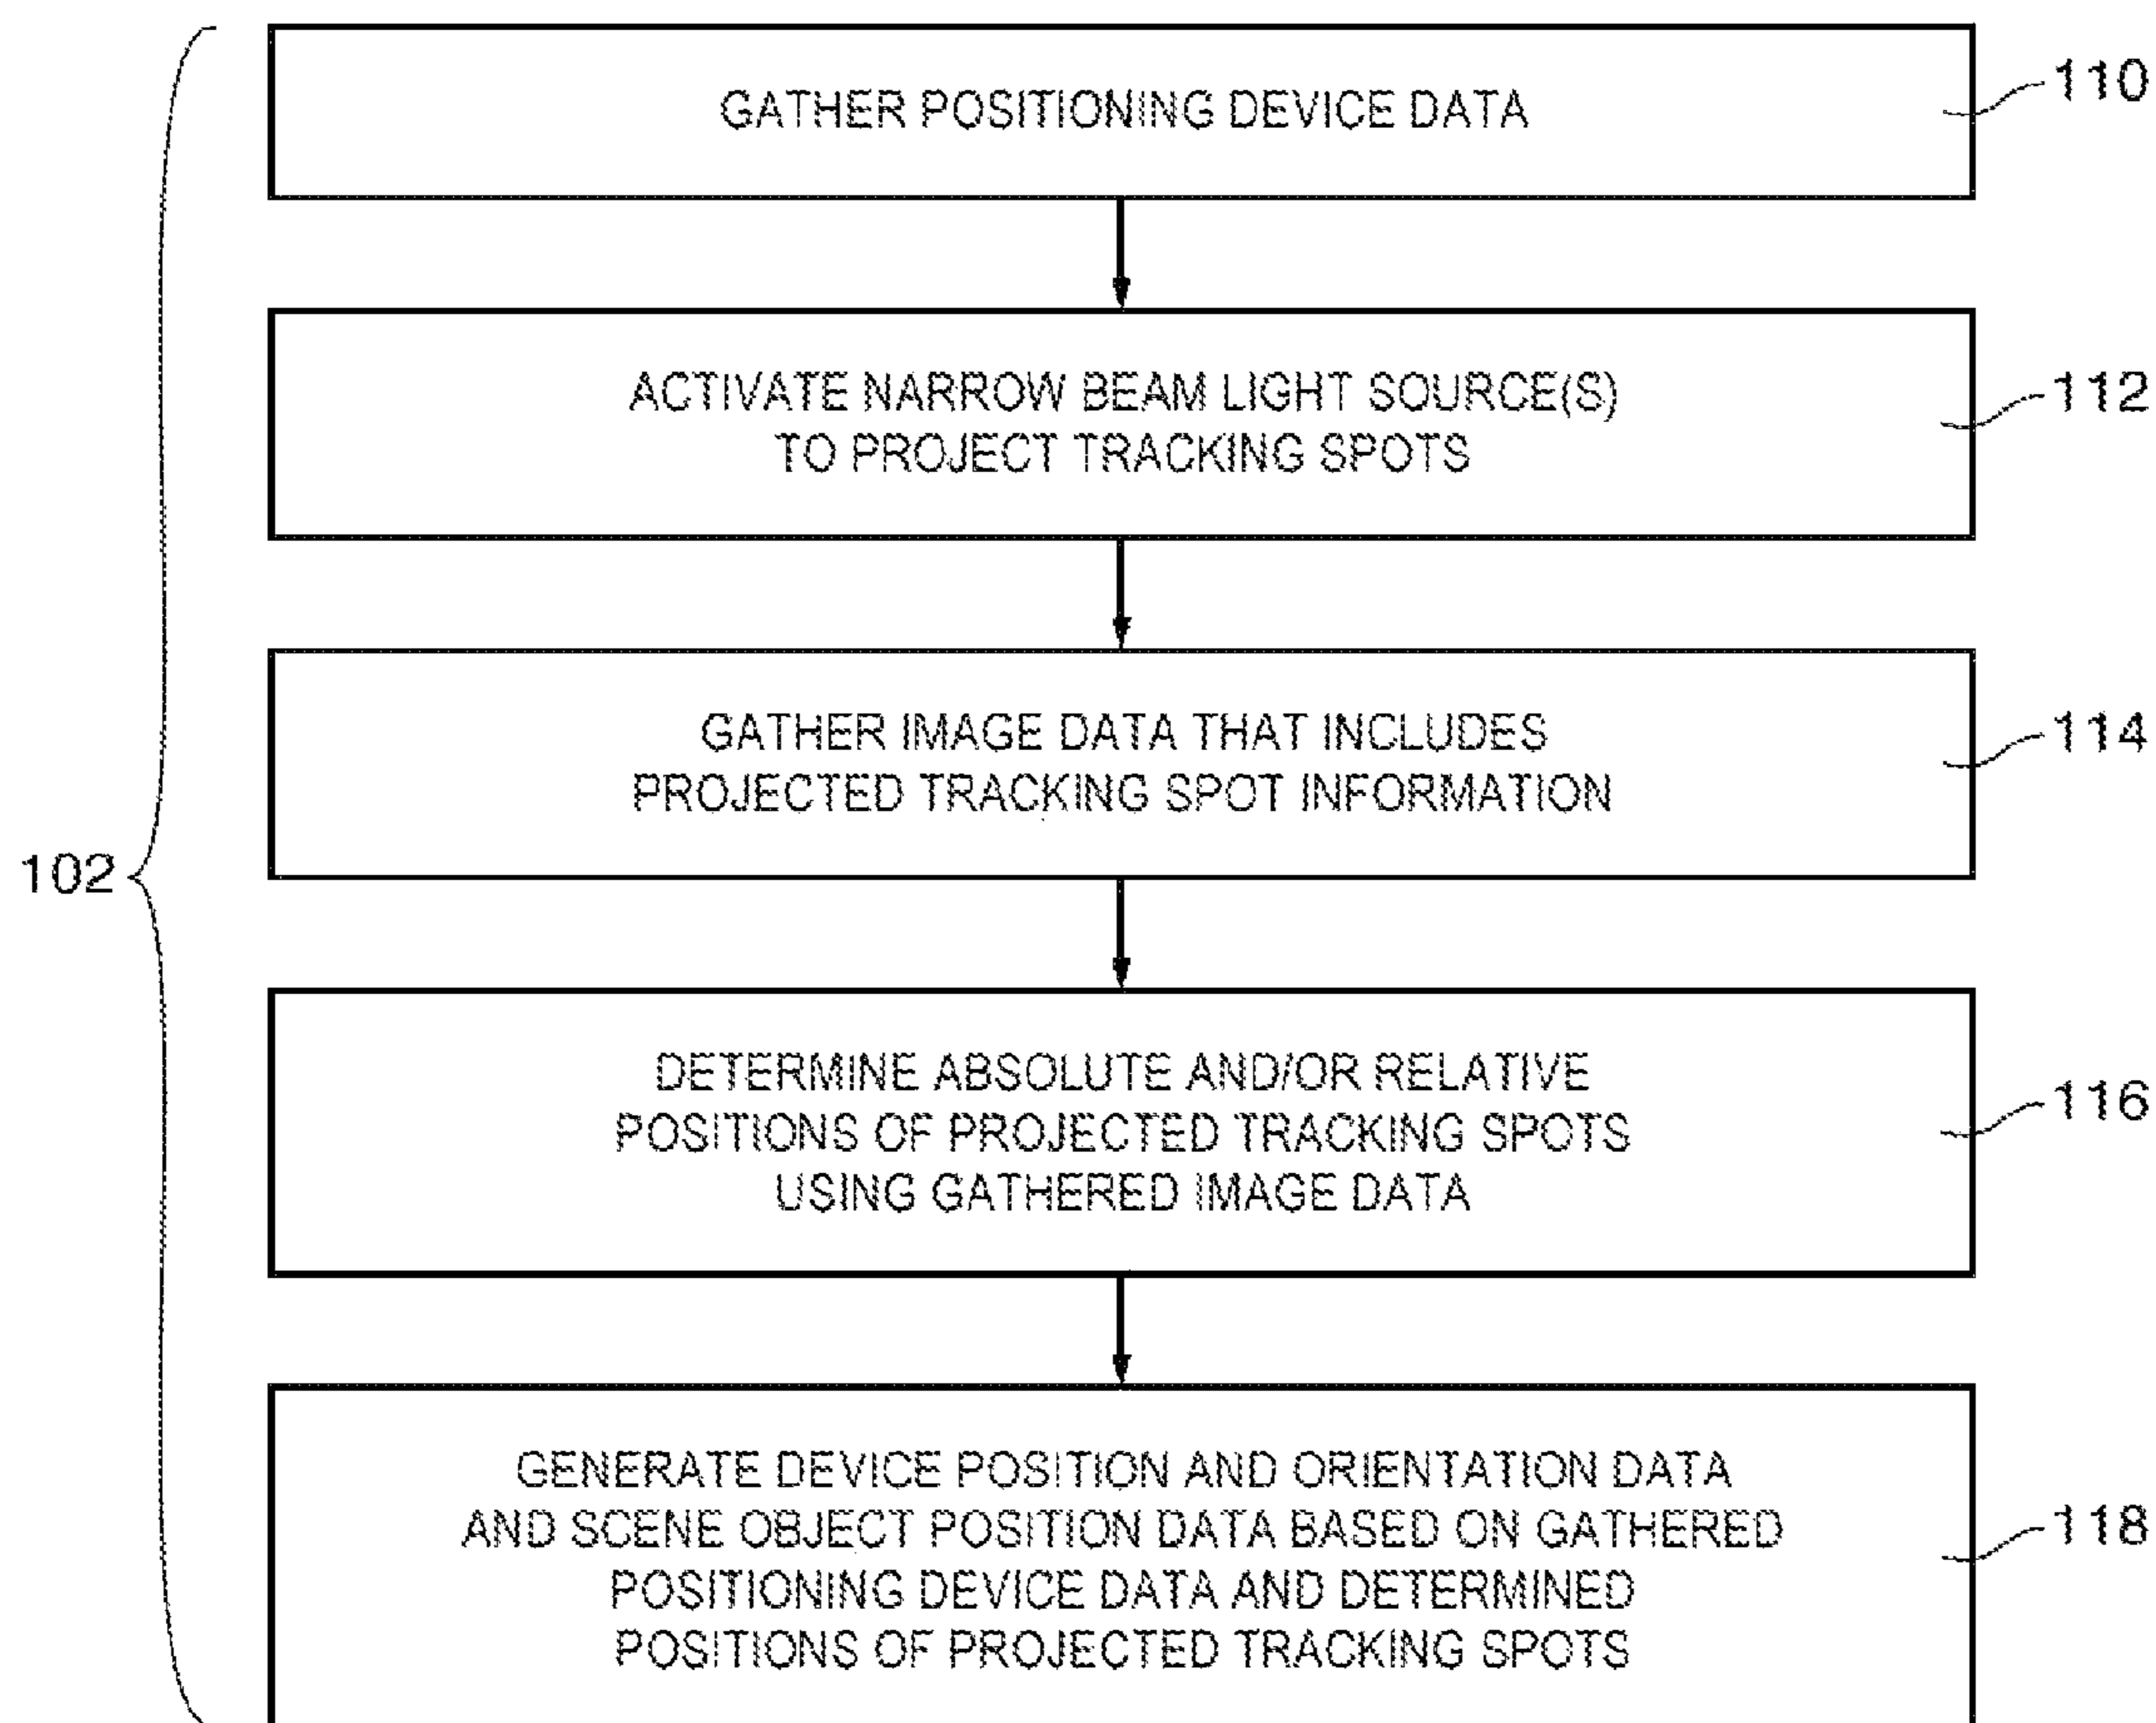 GATHER POSITIONING DEVICE DATA
110
ACTIVATE NARROW BEAM LIGHT SOURCE(S)
TO PROJECT TRACKING SPOTS
112
GATHER IMAGE DATA THAT INCLUDES
PROJECTED TRACKING SPOT INFORMATION
114
102
DETERMINE ABSOLUTE AND/OR RELATIVE
POSITIONS OF PROJECTED TRACKING SPOTS
USING GATHERED IMAGE DATA
116
GENERATE DEVICE POSITION AND ORIENTATION DATA
AND SCENE OBJECT POSITION DATA BASED ON GATHERED
POSITIONING DEVICE DATA AND DETERMINED
POSITIONS OF PROJECTED TRACKING SPOTS
118